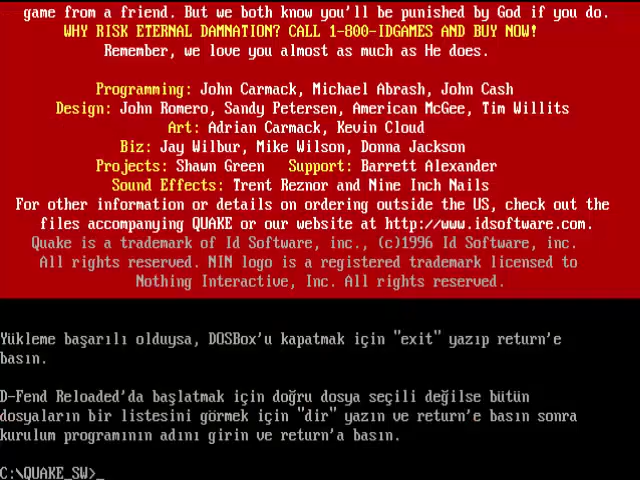 game from a friend. But we both know you'll be punished by God if you do.
WHY RISK ETERNAL DAMNATION? CALL 1-800-IDGAMES AND BUY NOW!
Remember, we love you almost as much as He does.
Programming: John Carmack, Michael Abrash, John Cash
Design: John Romero, Sandy Petersen, American McGee, Tim Willits
Art: Adrian Carmack, Kevin Cloud
Biz: Jay Wilbur, Mike Wilson, Donna Jackson
Projects: Shawn Green   Support: Barrett Alexander
Sound Effects: Trent Reznor and Nine Inch Nails
For other information or details on ordering outside the US, check out the
files accompanying QUAKE or our website at http://www.idsoftware.com.
Quake is a trademark of Id Software, inc., (c)1996 Id Software, inc.
All rights reserved. NIN logo is a registered trademark licensed to
Nothing Interactive, Inc. All rights reserved.
Yükleme başarılı olduysa, DOSBox'u kapatmak için "exit" yazıp return'e
basın.
D-Fend Reloaded'da başlatmak için doğru dosya seçili değilse bütün
dosyaların bir listesini görmek için "dir" yazın ve return'e basın sonra
kurulum programının adını girin ve return'a basın.
C:\QUAKE_SW>_